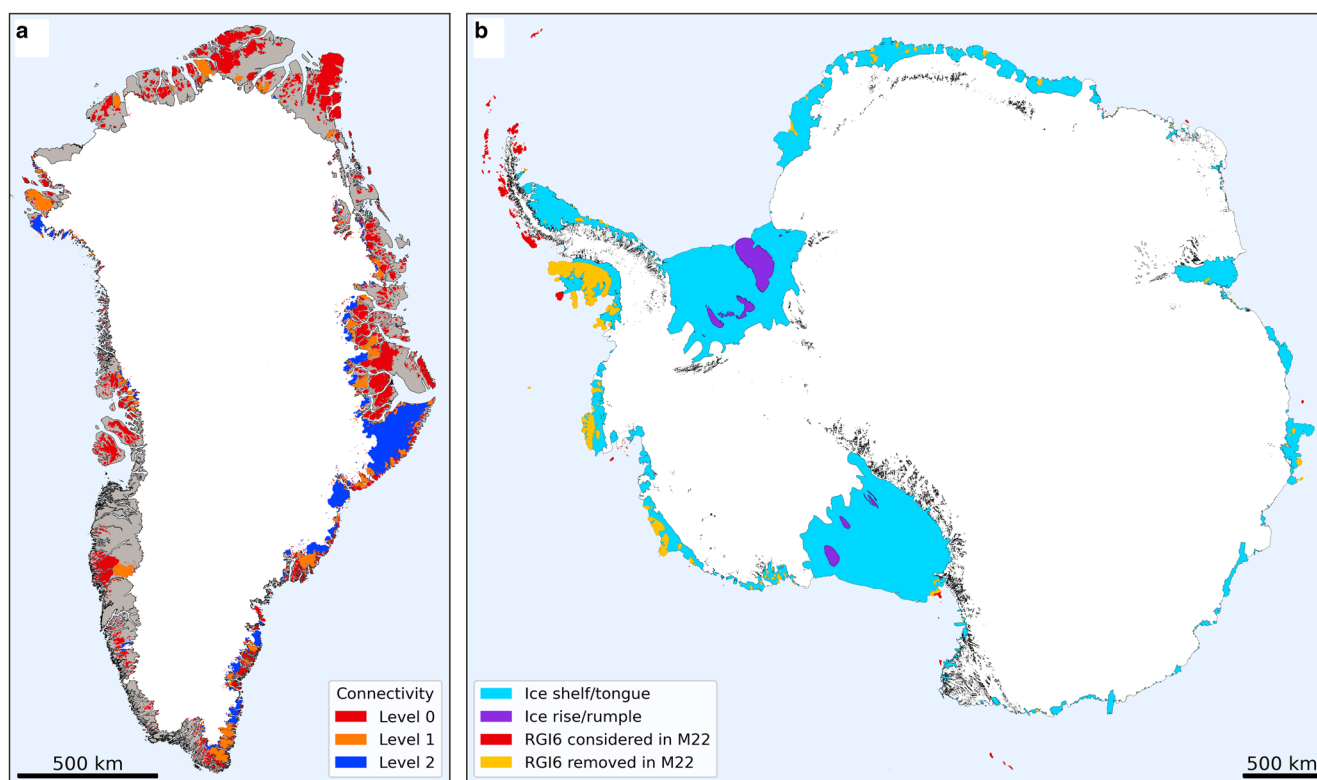 a
Connectivity
Level 0
Level 1
Level 2
500 km
b
Ice shelf/tongue
Ice rise/rumple
RGI6 considered in M22
RGI6 removed in M22
500 km